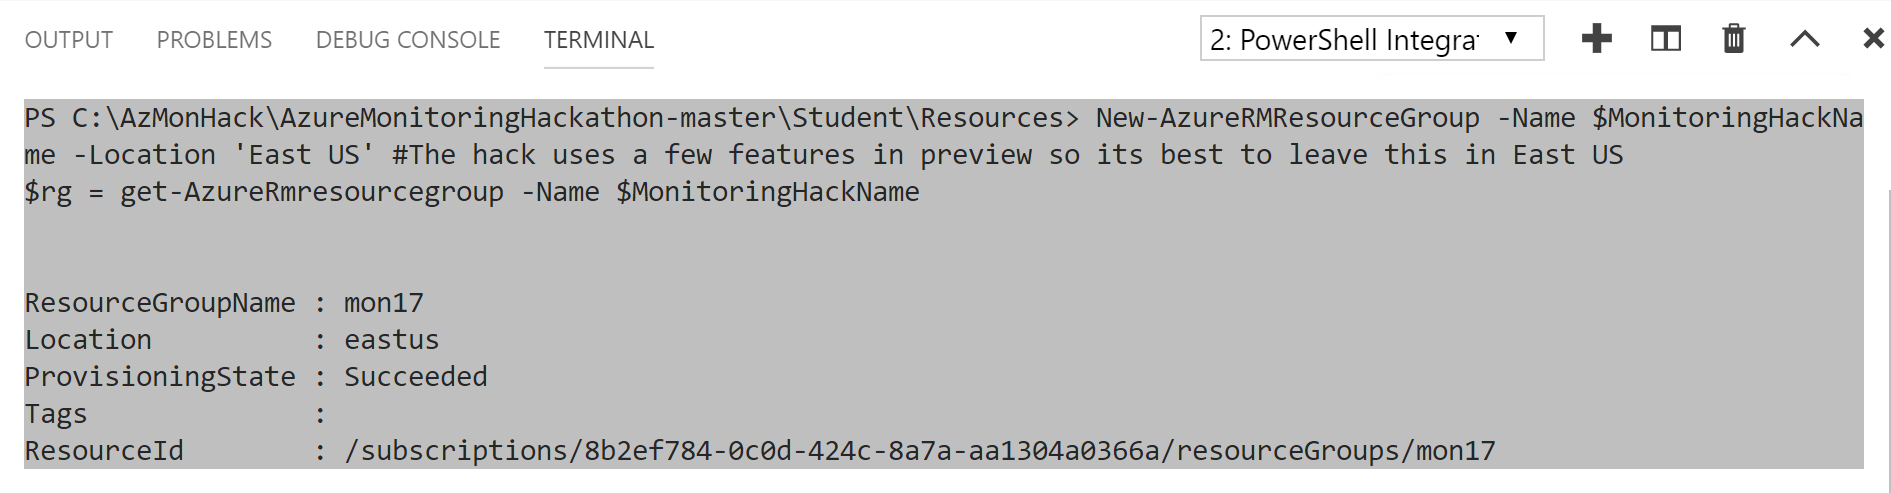 OUTPUT PROBLEMS DEBUG CONSOLE TERMINAL 2: PowerShell Integra
PS C:\AzMonHack\AzureMonitoringHackathon-master\Student\Resources> New-AzureRMResourceGroup -Name $MonitoringHackNa
me -Location 'East US' #The hack uses a few features in preview so its best to leave this in East US
$rg = get-AzureRmresourcegroup -Name $MonitoringHackName
ResourceGroupName : mon17
Location : eastus
ProvisioningState : Succeeded
Tags :
ResourceId : /subscriptions/8b2ef784-0c0d-424c-8a7a-aa1304a0366a/resourceGroups/mon17